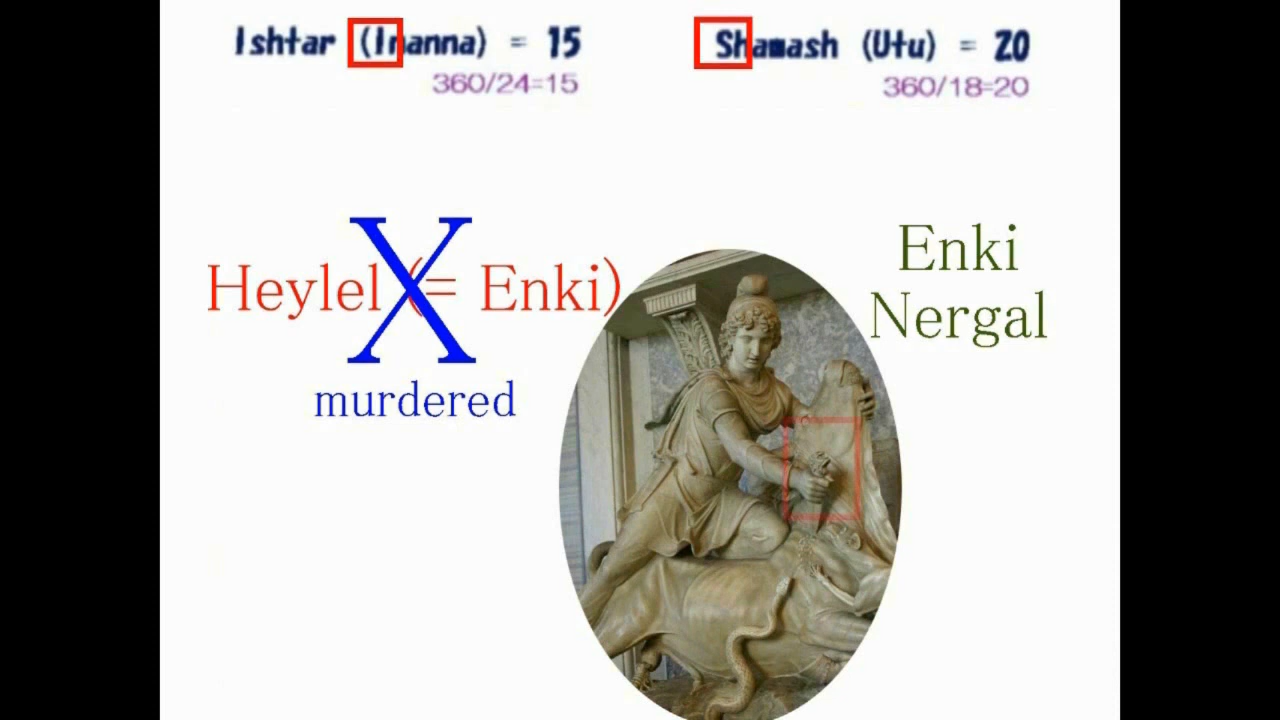 Ishtar (Inanna) = 15
360/24=15
Shamash (Utu) = 20
360/18=20
Heylel (= Enki)
X
murdered
Enki
Nergal